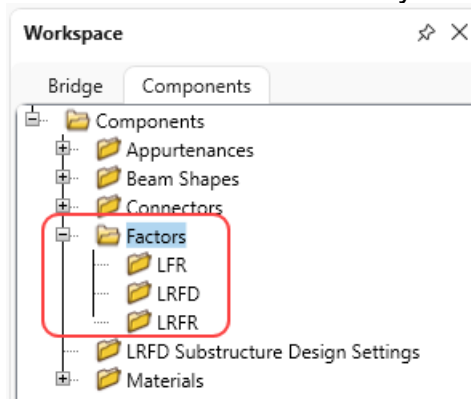 Workspace
Bridge Components
Components
Appurtenances
Beam Shapes
Connectors
Factors
LFR
LRFD
LRFR
LRFD Substructure Design Settings
Materials